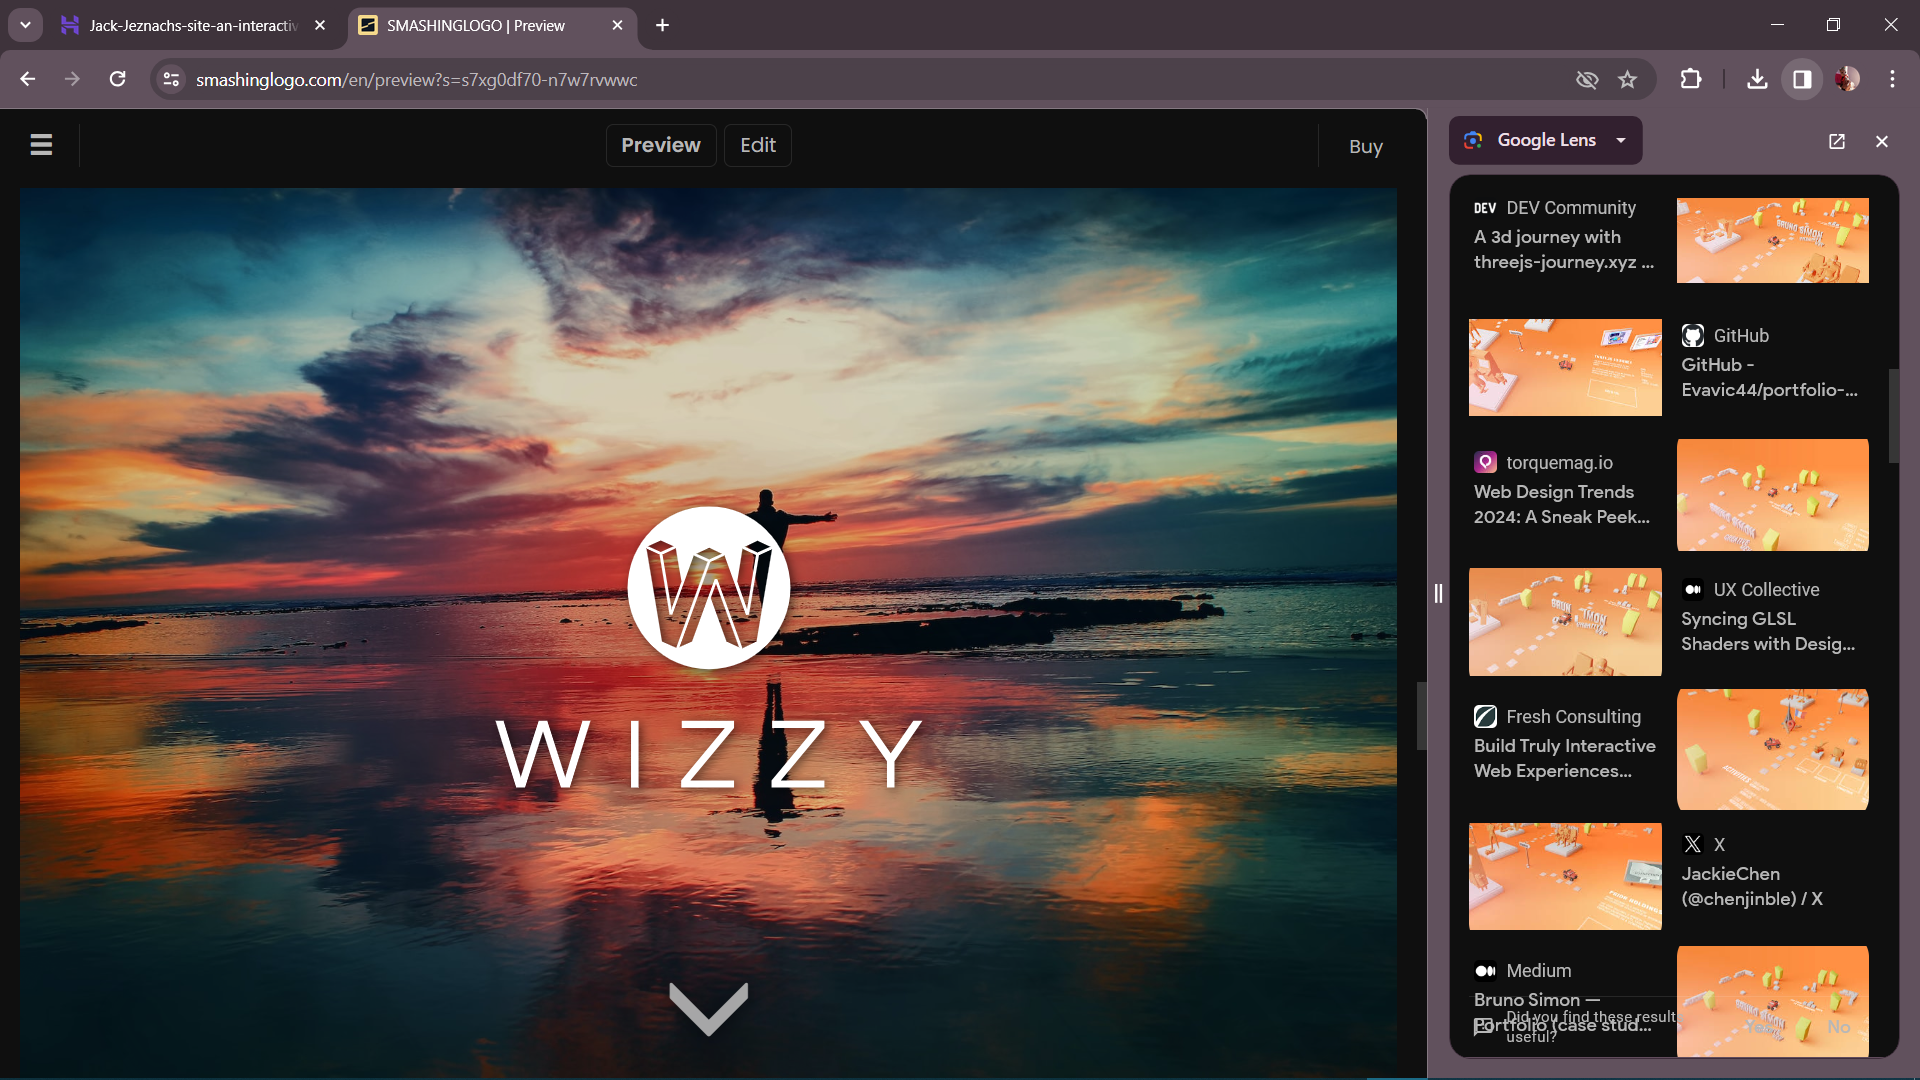 Jack-Jeznachs-site-an-interactiv
SMASHINGLOGO | Preview
smashinglogo.com/en/preview?s=s7xg0df70-n7w7rvwwc
Preview
Edit
Buy
W
WIZZY
Google Lens
DEV DEV Community
A 3d journey with
threejs-journey.xyz ...
GitHub
GitHub -
Evavic44/portfolio-...
torquemag.io
Web Design Trends
2024: A Sneak Peek...
UX Collective
Syncing GLSL
Shaders with Desig...
Fresh Consulting
Build Truly Interactive
Web Experiences...
X
JackieChen
(@chenjinble) / X
Medium
Bruno Simon —
Portfolio (case stud...
Did you find these result
useful?
Yes
No
BRUNO SIMON